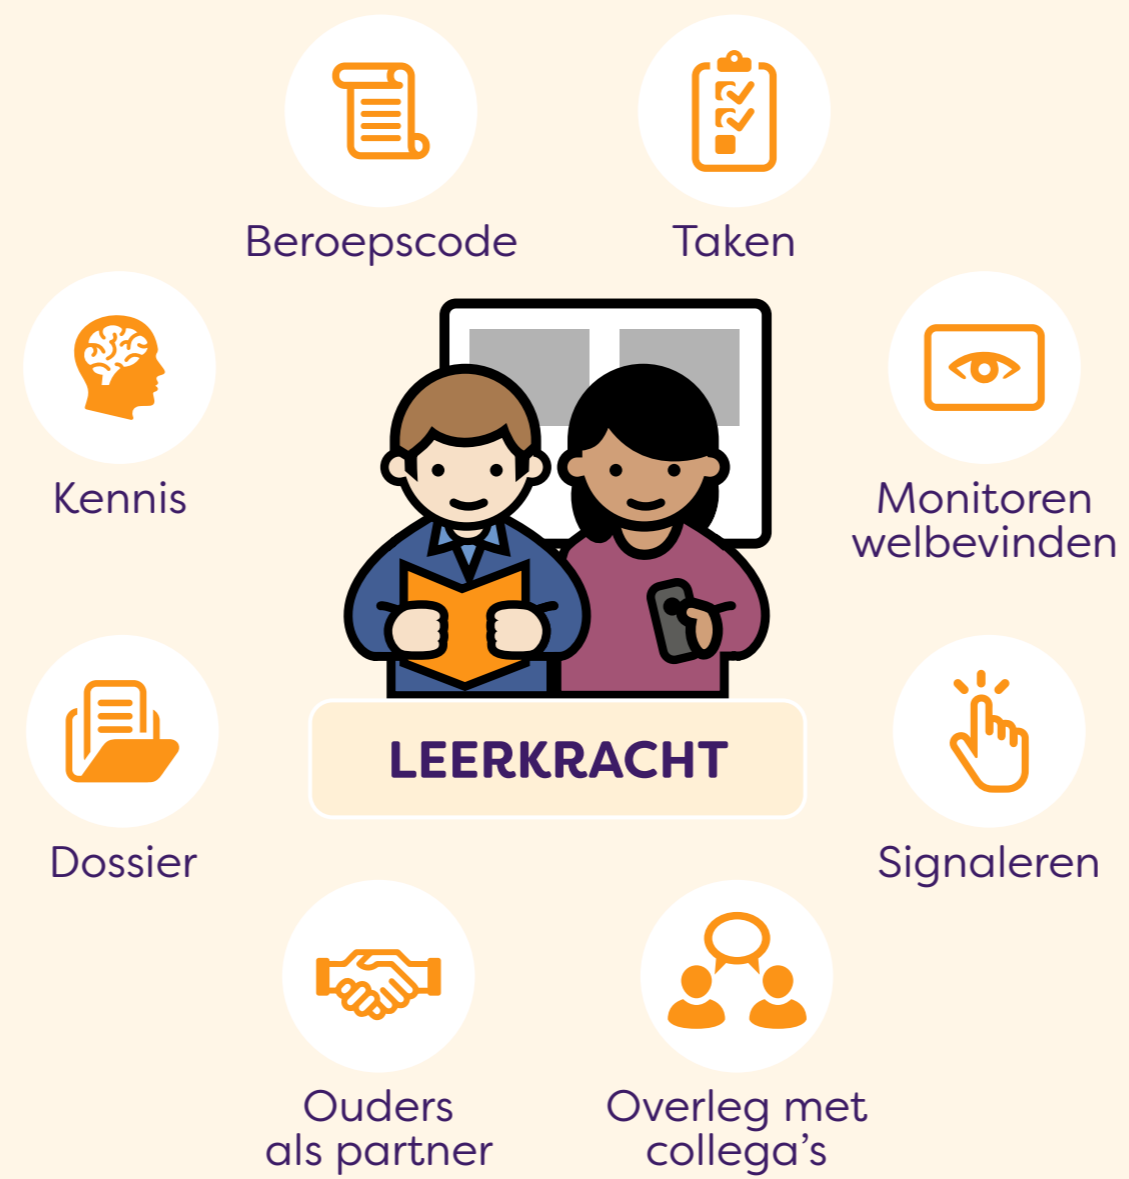 Beroepscode
Taken
Kennis
Monitoren
welbevinden
LEERKRACHT
Dossier
Signaleren
Ouders
als partner
Overleg met
collega’s